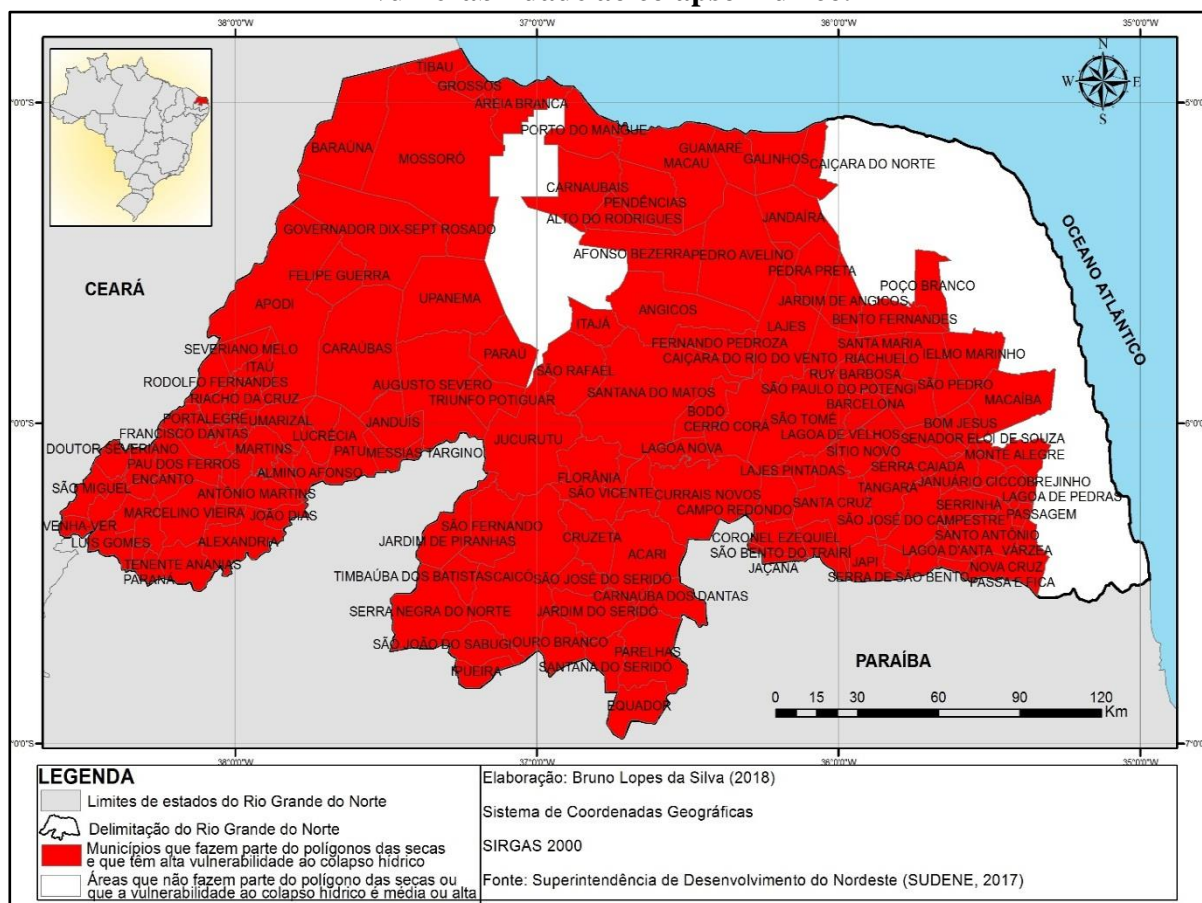 38°0'0"W 37°0'0"W 36°0'0"W 35°0'0"W
N
W E
S
TIBAU
GROSSOS
AREIA BRANCA
PORTO DO MANGUE
BARAÚNA
MOSSORÓ
GUAMARÉ
MACAU
GALINHOS
CAIÇARA DO NORTE
CARNAUBAIS
PENDÊNCIAS
ALTO DO RODRIGUES
JANDAÍRA
GOVERNADOR DIX-SEPT ROSADO
AFONSO BEZERRA
PEDRO AVELINO
OCEANO ATLÂNTICO
CEARÁ
FELIPE GUERRA
PEDRA PRETA
APODI
UPANEMA
POÇO BRANCO
JARDIM DE ANGICOS
ANGICOS
BENTO FERNANDES
ITAJÁ
LAJES
SEVERIANO MELO
CARAÚBAS
FERNANDO PEDROZA
SANTA MARIA
PARAÚ
CAIÇARA DO RIO DO VENTO
RIACHUELO
IELMO MARINHO
ITAÚ
SÃO RAFAEL
RUY BARBOSA
RODOLFO FERNANDES
AUGUSTO SEVERO
SANTANA DO MATOS
SÃO PAULO DO POTENGI
SÃO PEDRO
RIACHO DA CRUZ
TRIUNFO POTIGUAR
BARCELONA
MACAÍBA
BODÓ
PORTALEGRE
UMARIZAL
JANDUÍS
CERRO CORÁ
SÃO TOMÉ
BOM JESUS
FRANCISCO DANTAS
LUCRÉCIA
JUCURUTU
LAGOA DE VELHOS
SENADOR ELOI DE SOUZA
DOUTOR SEVERIANO
MARTINS
PATU
MESSIAS TARGINO
LAGOA NOVA
SÍTIO NOVO
MONTE ALEGRE
PAU DOS FERROS
ALMINO AFONSO
LAJES PINTADAS
SERRA CAIADA
ENCANTO
FLORÂNIA
TANGARÁ
JANUÁRIO CICCO
BREJINHO
SÃO MIGUEL
ANTÔNIO MARTINS
SÃO VICENTE
CURRAIS NOVOS
SANTA CRUZ
SERRINHA
LAGOA DE PEDRAS
MARCELINO VIEIRA
JOÃO DIAS
CAMPO REDONDO
SÃO JOSÉ DO CAMPESTRE
PASSAGEM
VENHA-VER
SÃO FERNANDO
CRUZETA
CORONEL EZEQUIEL
SANTO ANTÔNIO
LUÍS GOMES
ALEXANDRIA
JARDIM DE PIRANHAS
ACARI
SÃO BENTO DO TRAIRÍ
LAGOA D'ANTA
VÁRZEA
TENENTE ANANIAS
JAÇANÃ
JAPI
NOVA CRUZ
PARANÁ
TIMBAÚBA DOS BATISTAS
CAICÓ
SÃO JOSÉ DO SERIDÓ
SERRA DE SÃO BENTO
PASSA E FICA
CARNAÚBA DOS DANTAS
SERRA NEGRA DO NORTE
JARDIM DO SERIDÓ
SÃO JOÃO DO SABUGI
OURO BRANCO
PARELHAS
PARAÍBA
IPUEIRA
SANTANA DO SERIDÓ
EQUADOR
0 15 30 60 90 120
Km
38°0'0"W 37°0'0"W 36°0'0"W 35°0'0"W
LEGENDA
Limites de estados do Rio Grande do Norte
Delimitação do Rio Grande do Norte
Municípios que fazem parte do polígonos das secas
e que têm alta vulnerabilidade ao colapso hídrico
Áreas que não fazem parte do polígono das secas ou
que a vulnerabilidade ao colapso hídrico é média ou alta
Elaboração: Bruno Lopes da Silva (2018)
Sistema de Coordenadas Geográficas
SIRGAS 2000
Fonte: Superintendência de Desenvolvimento do Nordeste (SUDENE, 2017)